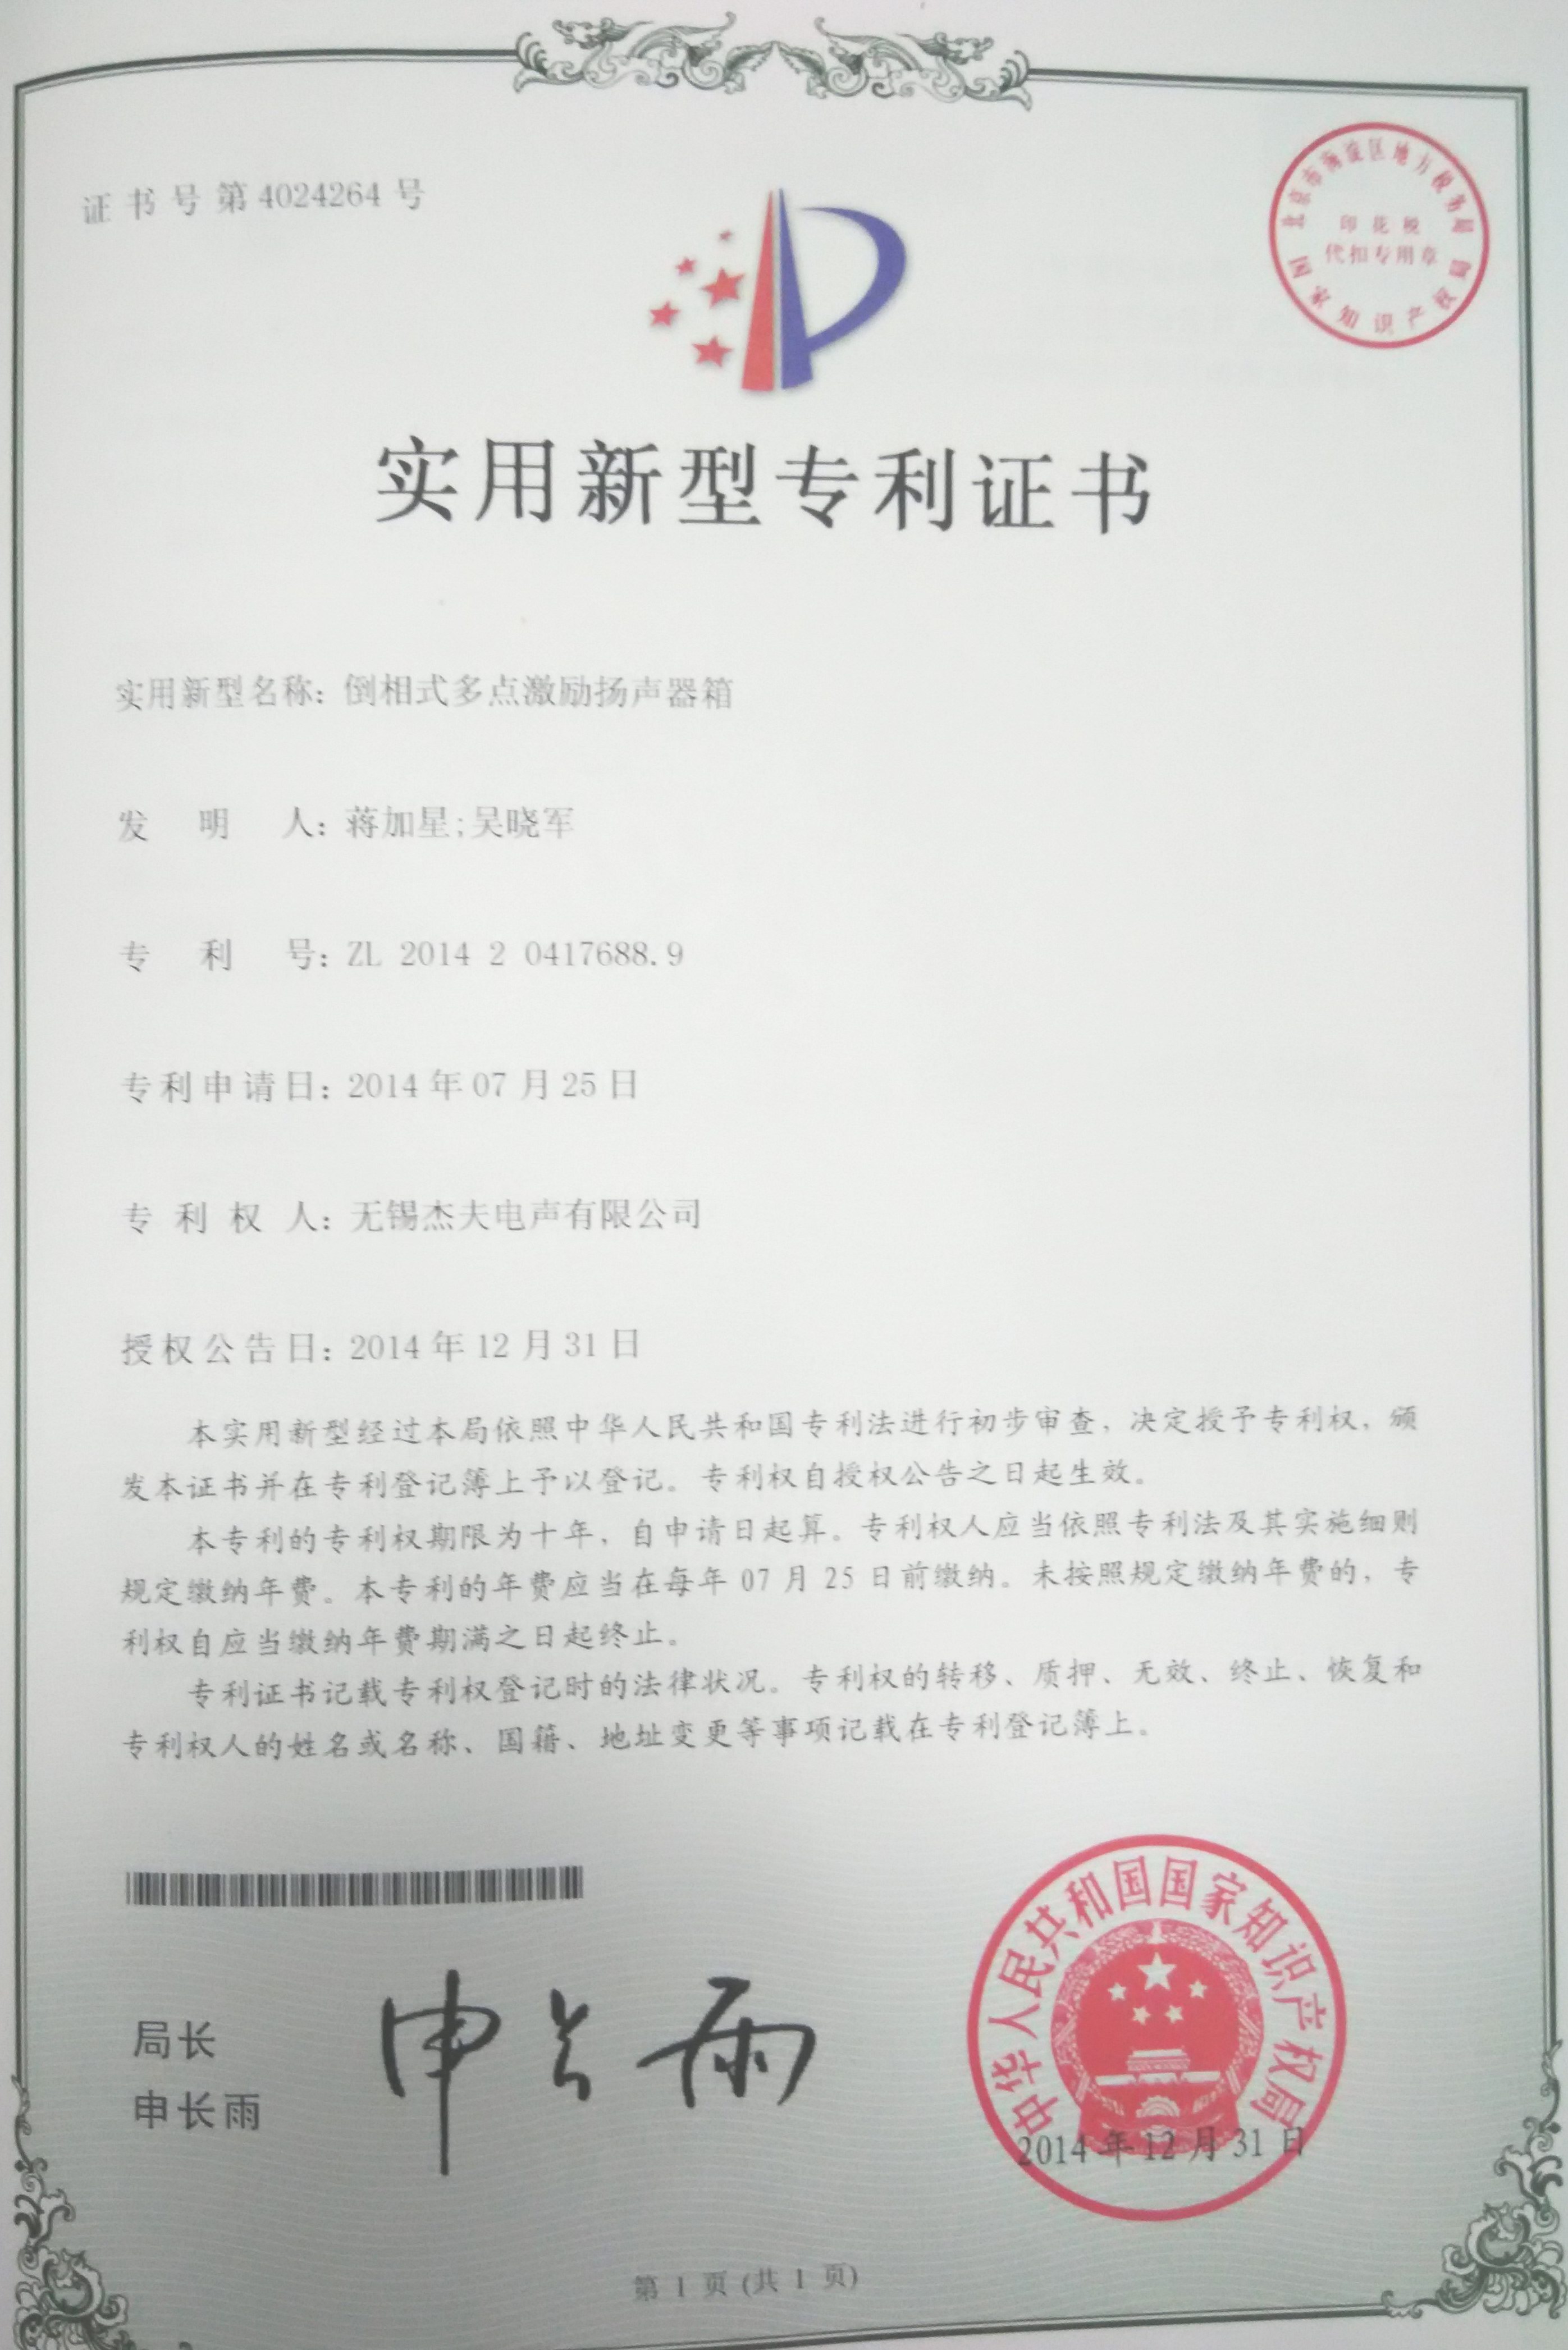 证书号第4024264号
北京市海淀区地方税务局
印花税
代扣专用章
国家知识产权局
实用新型专利证书
实用新型名称：倒相式多点激励扬声器箱
发明人：蒋加星;吴晓军
专利号：ZL 2014 2 0417688.9
专利申请日：2014年07月25日
专利权人：无锡杰夫电声有限公司
授权公告日：2014年12月31日
本实用新型经过本局依照中华人民共和国专利法进行初步审查，决定授予专利权，颁
发本证书并在专利登记簿上予以登记。专利权自授权公告之日起生效。
本专利的专利权期限为十年，自申请日起算。专利权人应当依照专利法及其实施细则
规定缴纳年费。本专利的年费应当在每年 07 月 25 日前缴纳。未按照规定缴纳年费的，专
利权自应当缴纳年费期满之日起终止。
专利证书记载专利权登记时的法律状况。专利权的转移、质押、无效、终止、恢复和
专利权人的姓名或名称、国籍、地址变更等事项记载在专利登记簿上。
局长
申长雨
申长雨
中华人民共和国国家知识产权局
2014年12月31日
第 1 页 (共 1 页)